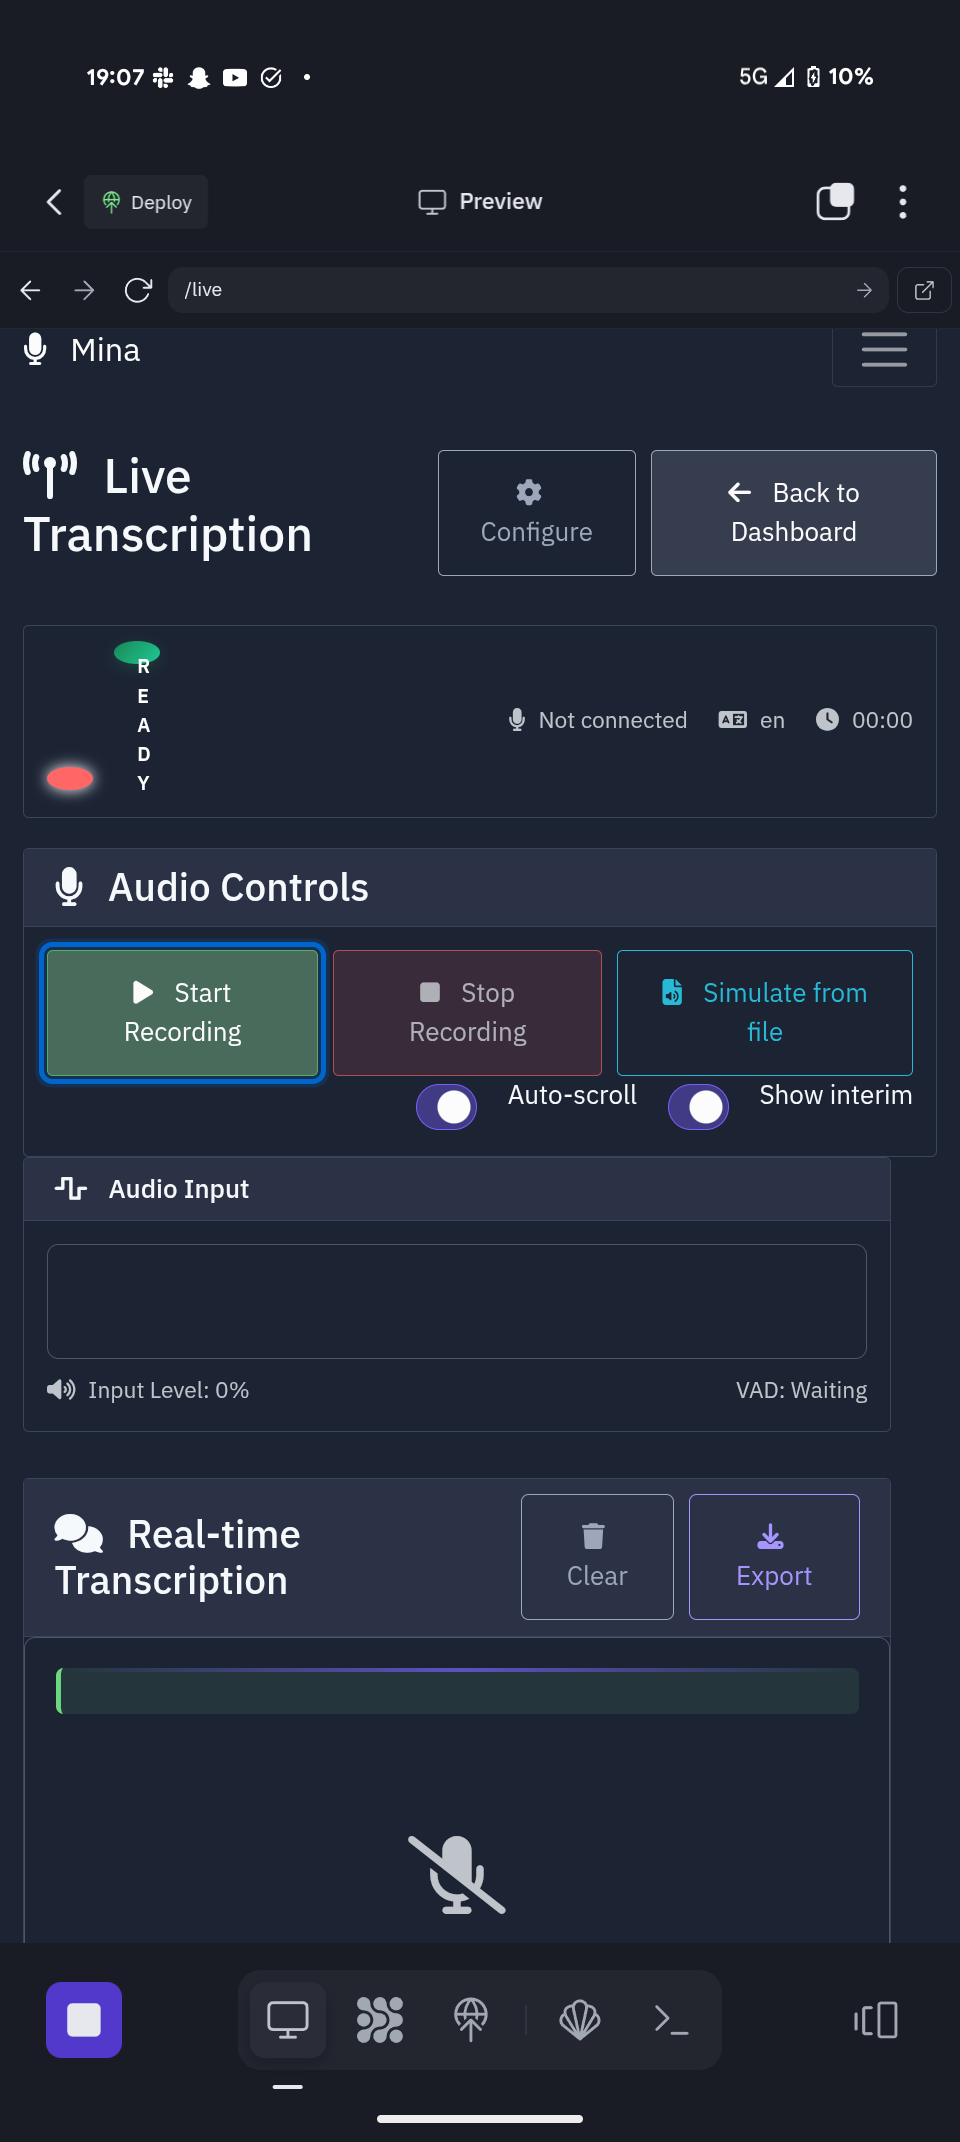 19:07
5G 10%
Deploy
Preview
/live
Mina
Live
Transcription
Configure
Back to
Dashboard
READY
Not connected
en
00:00
Audio Controls
Start
Recording
Stop
Recording
Simulate from
file
Auto-scroll
Show interim
Audio Input
Input Level: 0%
VAD: Waiting
Real-time
Transcription
Clear
Export